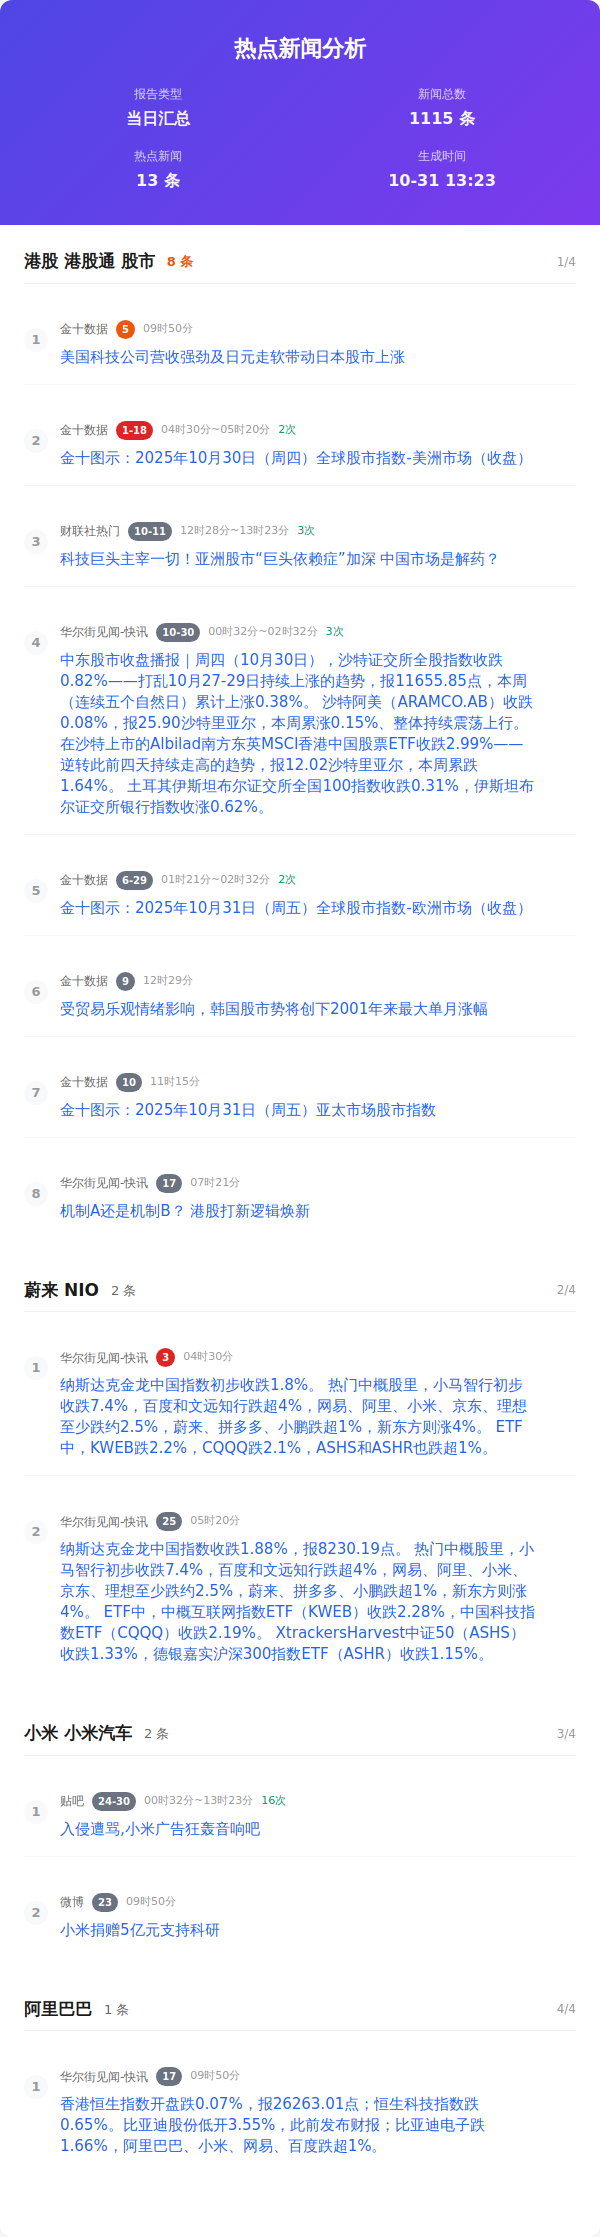 热点新闻分析
报告类型
当日汇总
新闻总数
1115 条
热点新闻
13 条
生成时间
10-31 13:23
港股 港股通 股市 8 条 1/4
1
金十数据 5 09时50分
美国科技公司营收强劲及日元走软带动日本股市上涨
2
金十数据 1-18 04时30分~05时20分 2次
金十图示：2025年10月30日（周四）全球股市指数-美洲市场（收盘）
3
财联社热门 10-11 12时28分~13时23分 3次
科技巨头主宰一切！亚洲股市“巨头依赖症”加深 中国市场是解药？
4
华尔街见闻-快讯 10-30 00时32分~02时32分 3次
中东股市收盘播报｜周四（10月30日），沙特证交所全股指数收跌
0.82%——打乱10月27-29日持续上涨的趋势，报11655.85点，本周
（连续五个自然日）累计上涨0.38%。 沙特阿美（ARAMCO.AB）收跌
0.08%，报25.90沙特里亚尔，本周累涨0.15%、整体持续震荡上行。
在沙特上市的Albilad南方东英MSCI香港中国股票ETF收跌2.99%——
逆转此前四天持续走高的趋势，报12.02沙特里亚尔，本周累跌
1.64%。 土耳其伊斯坦布尔证交所全国100指数收跌0.31%，伊斯坦布
尔证交所银行指数收涨0.62%。
5
金十数据 6-29 01时21分~02时32分 2次
金十图示：2025年10月31日（周五）全球股市指数-欧洲市场（收盘）
6
金十数据 9 12时29分
受贸易乐观情绪影响，韩国股市势将创下2001年来最大单月涨幅
7
金十数据 10 11时15分
金十图示：2025年10月31日（周五）亚太市场股市指数
8
华尔街见闻-快讯 17 07时21分
机制A还是机制B？ 港股打新逻辑焕新
蔚来 NIO 2 条 2/4
1
华尔街见闻-快讯 3 04时30分
纳斯达克金龙中国指数初步收跌1.8%。 热门中概股里，小马智行初步
收跌7.4%，百度和文远知行跌超4%，网易、阿里、小米、京东、理想
至少跌约2.5%，蔚来、拼多多、小鹏跌超1%，新东方则涨4%。 ETF
中，KWEB跌2.2%，CQQQ跌2.1%，ASHS和ASHR也跌超1%。
2
华尔街见闻-快讯 25 05时20分
纳斯达克金龙中国指数收跌1.88%，报8230.19点。 热门中概股里，小
马智行初步收跌7.4%，百度和文远知行跌超4%，网易、阿里、小米、
京东、理想至少跌约2.5%，蔚来、拼多多、小鹏跌超1%，新东方则涨
4%。 ETF中，中概互联网指数ETF（KWEB）收跌2.28%，中国科技指
数ETF（CQQQ）收跌2.19%。 XtrackersHarvest中证50（ASHS）
收跌1.33%，德银嘉实沪深300指数ETF（ASHR）收跌1.15%。
小米 小米汽车 2 条 3/4
1
贴吧 24-30 00时32分~13时23分 16次
入侵遭骂,小米广告狂轰音响吧
2
微博 23 09时50分
小米捐赠5亿元支持科研
阿里巴巴 1 条 4/4
1
华尔街见闻-快讯 17 09时50分
香港恒生指数开盘跌0.07%，报26263.01点；恒生科技指数跌
0.65%。比亚迪股份低开3.55%，此前发布财报；比亚迪电子跌
1.66%，阿里巴巴、小米、网易、百度跌超1%。